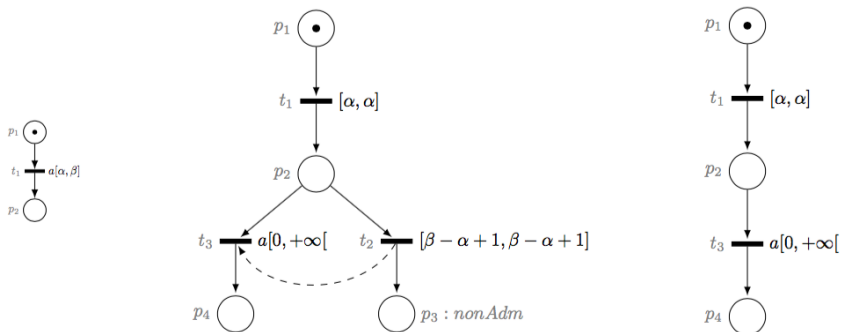 p₁
t₁ a[α, β]
p₂
p₁
t₁ [α, α]
p₂
t₃ a[0, +∞[ t₂ [β − α + 1, β − α + 1]
p₄ p₃ : nonAdm
p₁
t₁ [α, α]
p₂
t₃ a[0, +∞[
p₄